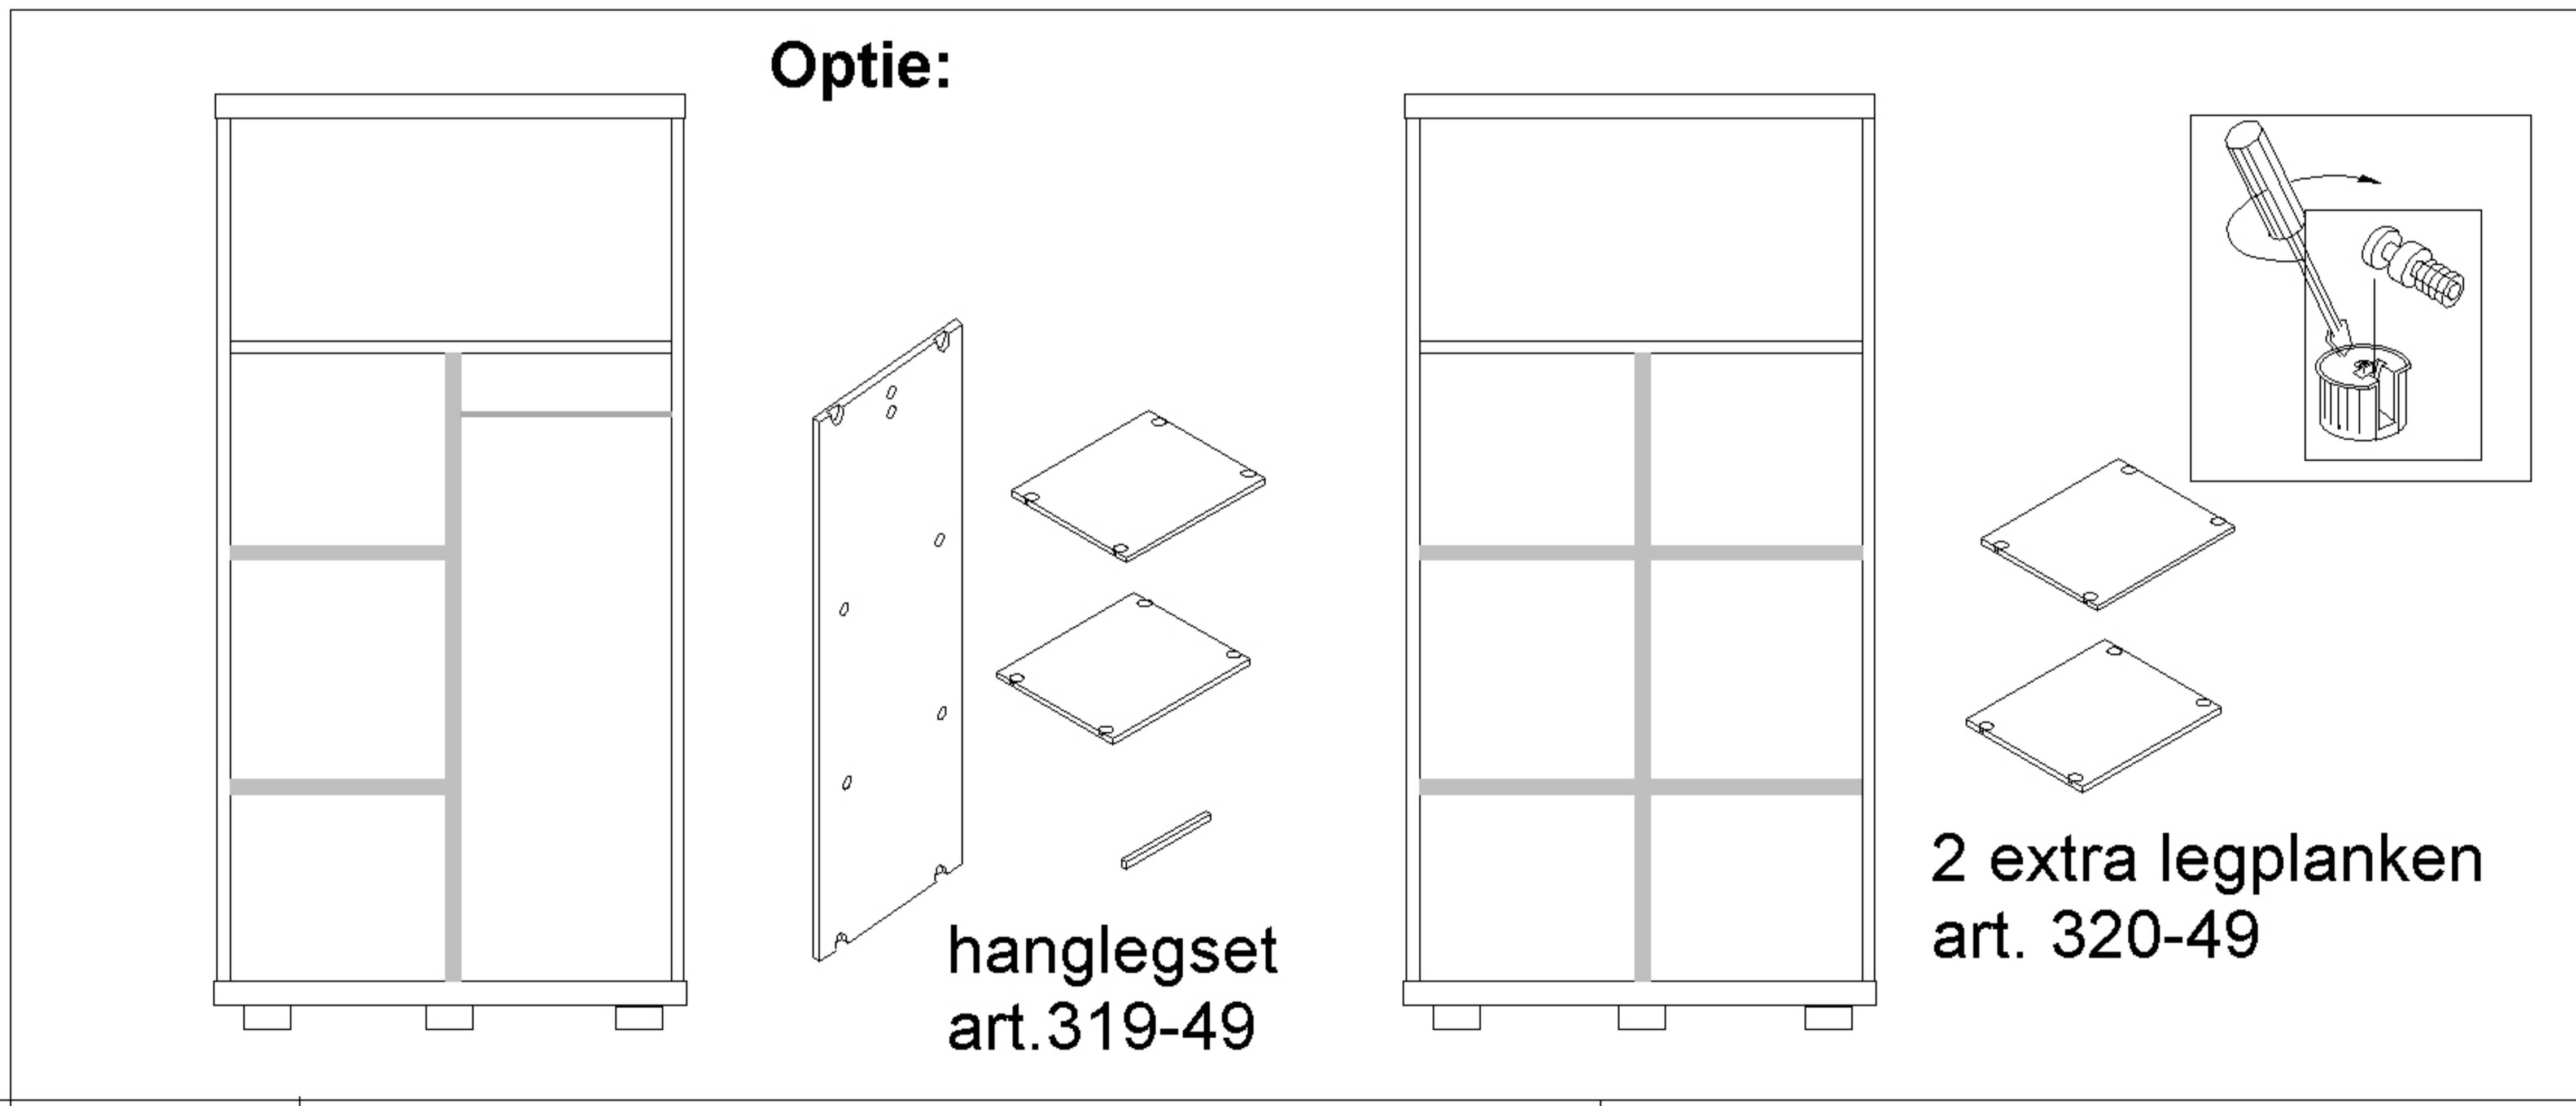 Optie:
hanglegset
art.319-49
2 extra legplanken
art. 320-49